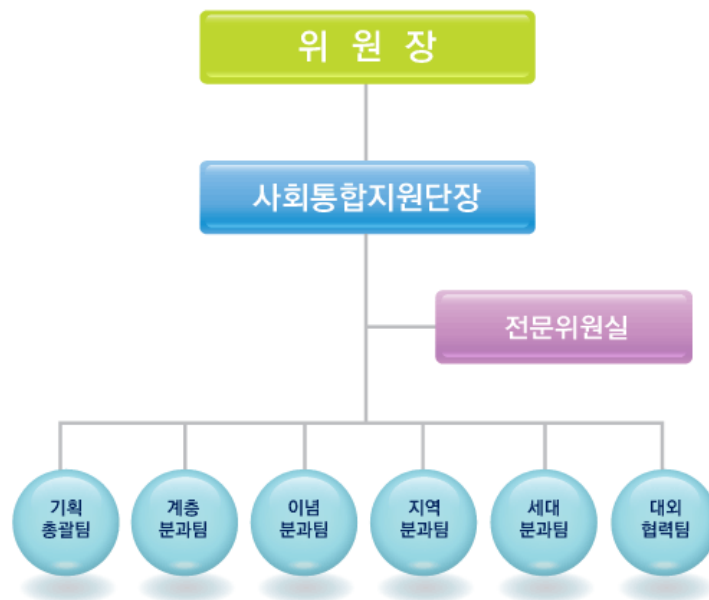 위 원 장
사회통합지원단장
전문위원실
기획
총괄팀
계층
분과팀
이념
분과팀
지역
분과팀
세대
분과팀
대외
협력팀